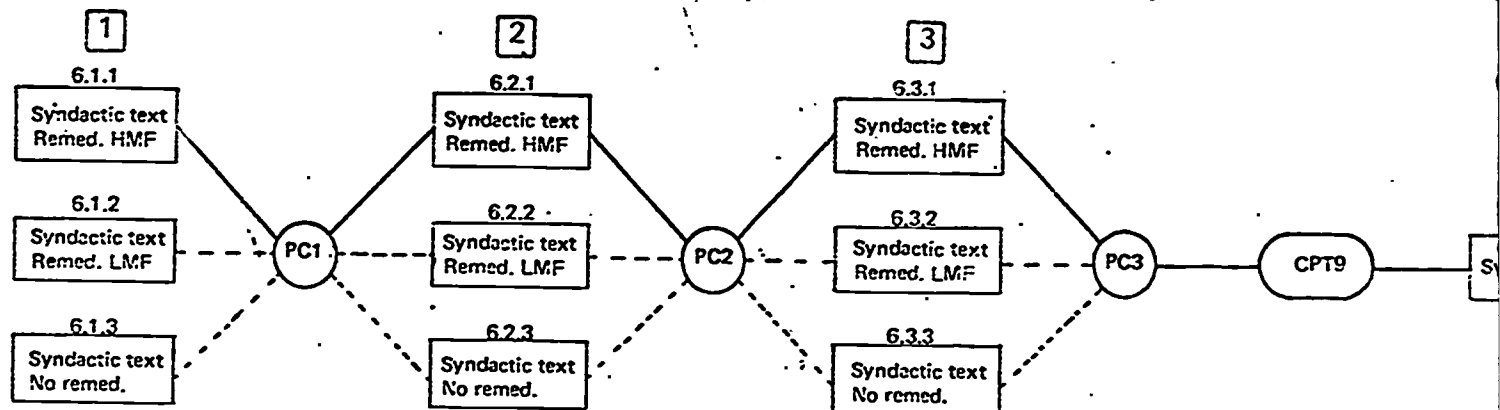 1
2
3
6.1.1
Syndactic text
Remed. HMF
6.2.1
Syndactic text
Remed. HMF
6.3.1
Syndactic text
Remed. HMF
6.1.2
Syndactic text
Remed. LMF
PC1
6.2.2
Syndactic text
Remed. LMF
PC2
6.3.2
Syndactic text
Remed. LMF
PC3
CPT9
6.1.3
Syndactic text
No remed.
6.2.3
Syndactic text
No remed.
6.3.3
Syndactic text
No remed.